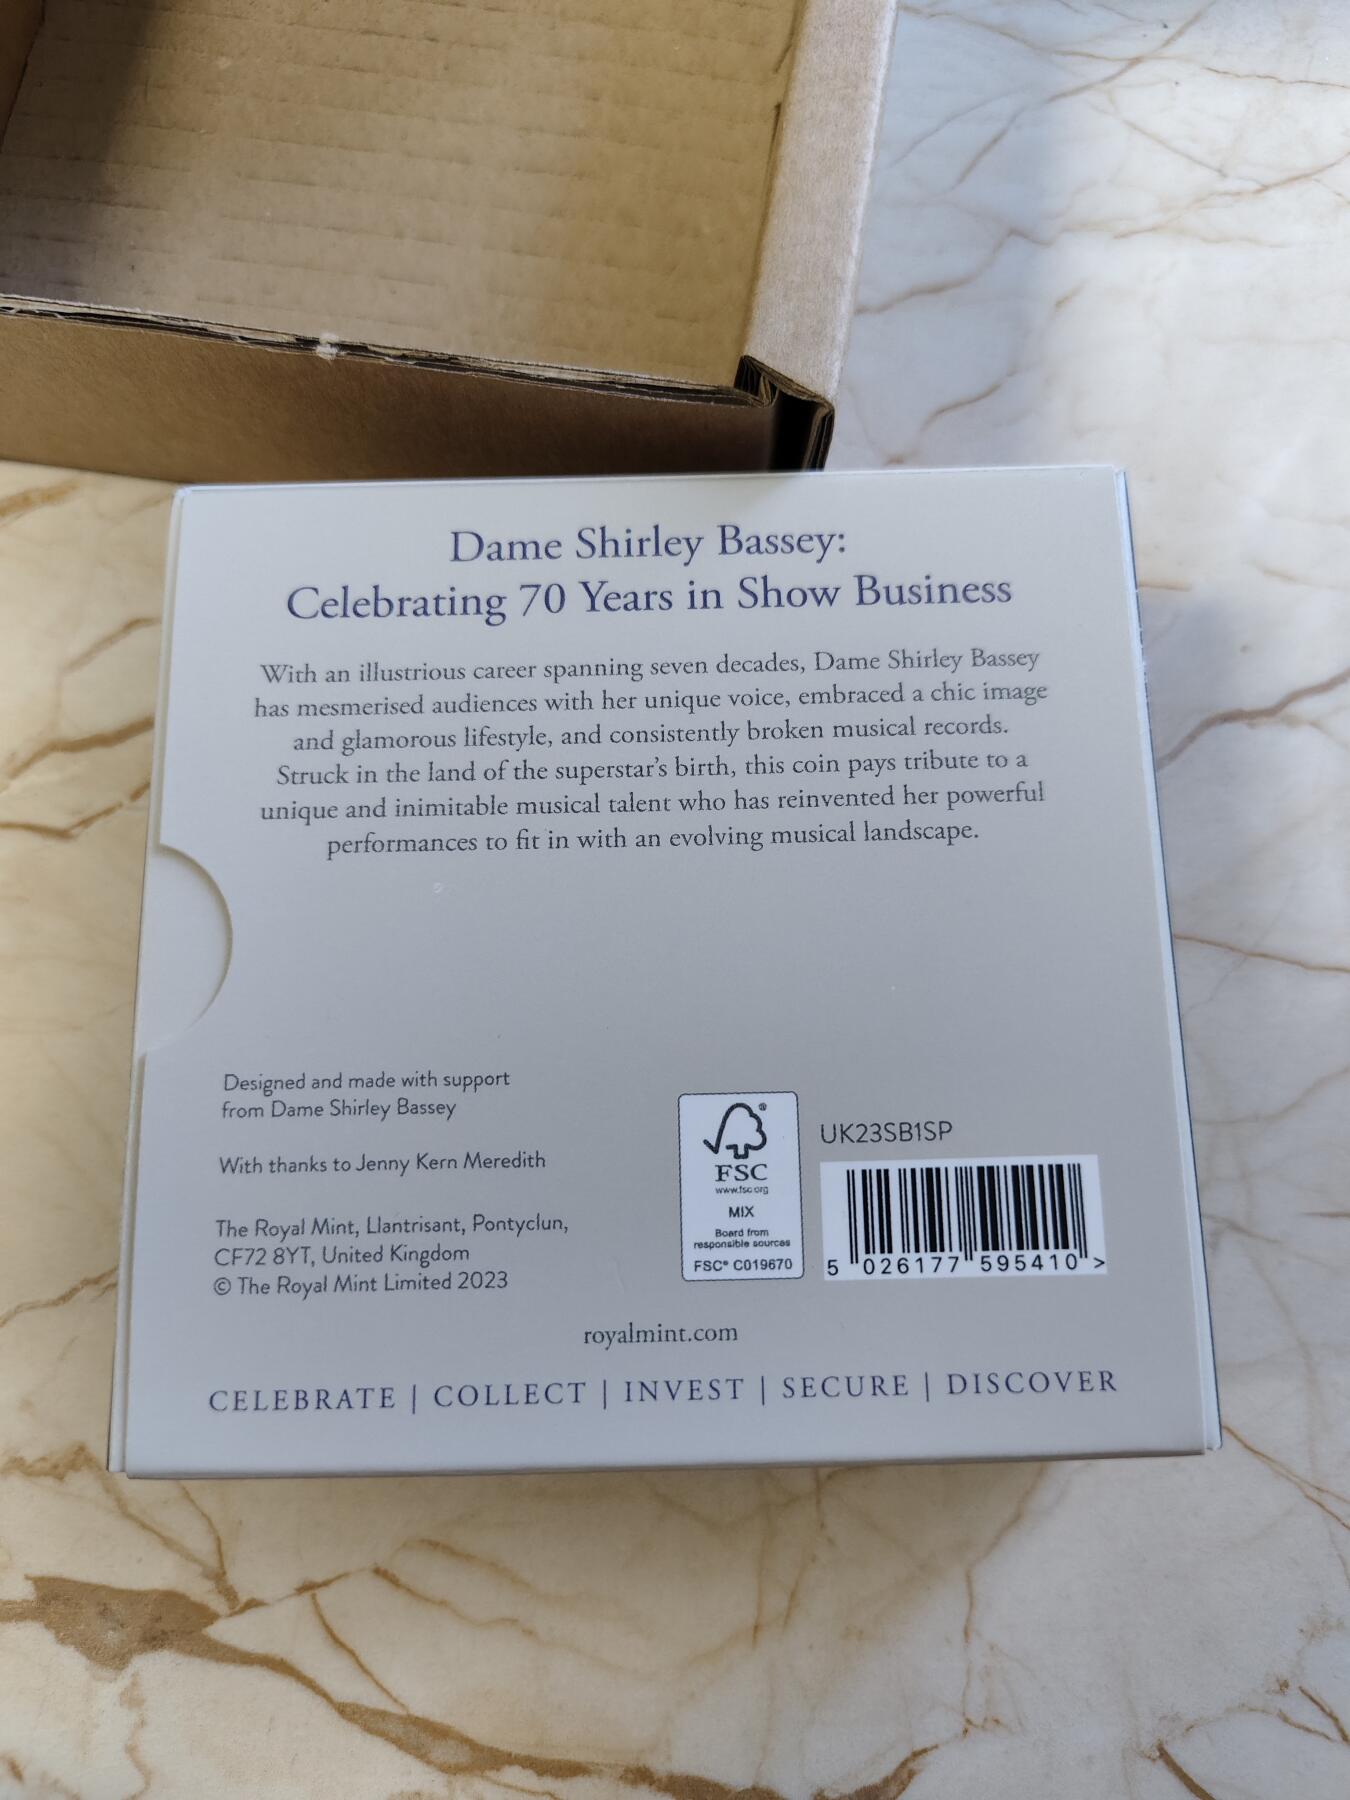 Dame Shirley Bassey:
Celebrating 70 Years in Show Business
With an illustrious career spanning seven decades, Dame Shirley Bassey
has mesmerised audiences with her unique voice, embraced a chic image
and glamorous lifestyle, and consistently broken musical records.
Struck in the land of the superstar's birth, this coin pays tribute to a
unique and inimitable musical talent who has reinvented her powerful
performances to fit in with an evolving musical landscape.
Designed and made with support
from Dame Shirley Bassey
With thanks to Jenny Kern Meredith
The Royal Mint, Llantrisant, Pontyclun,
CF72 8YT, United Kingdom
© The Royal Mint Limited 2023
®
FSC
www.fsc.org
MIX
Board from
responsible sources
FSC® C019670
UK23SB1SP
5 026177 595410 >
royalmint.com
CELEBRATE | COLLECT | INVEST | SECURE | DISCOVER